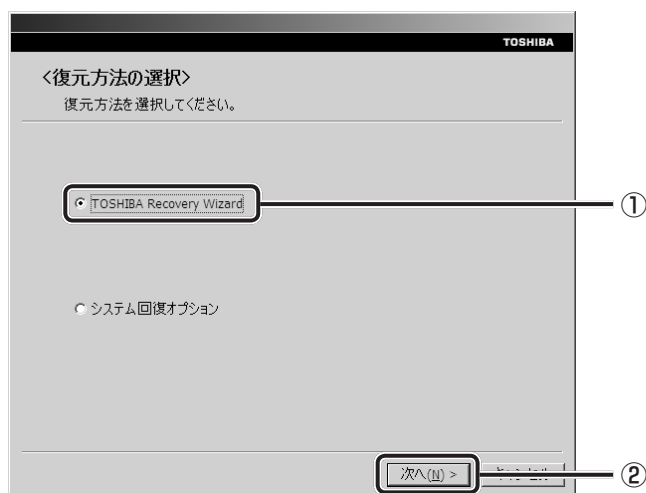 TOSHIBA
<復元方法の選択>
復元方法を選択してください。
TOSHIBA Recovery Wizard
①
システム回復オプション
次へ(N) >
②